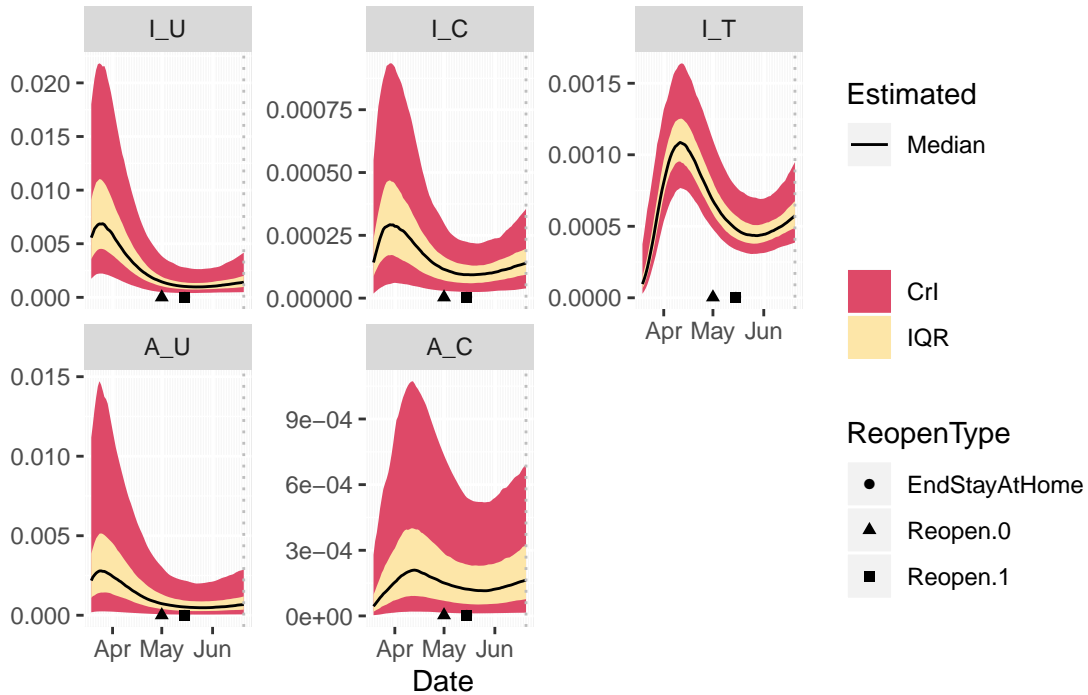 I_U
I_C
I_T
0.020
0.015
0.010
0.005
0.000
0.00075
0.00050
0.00025
0.00000
0.0015
0.0010
0.0005
0.0000
Apr May Jun
A_U
A_C
0.015
0.010
0.005
0.000
9e−04
6e−04
3e−04
0e+00
Apr May Jun
Apr May Jun
Date
Estimated
Median
CrI
IQR
ReopenType
EndStayAtHome
Reopen.0
Reopen.1